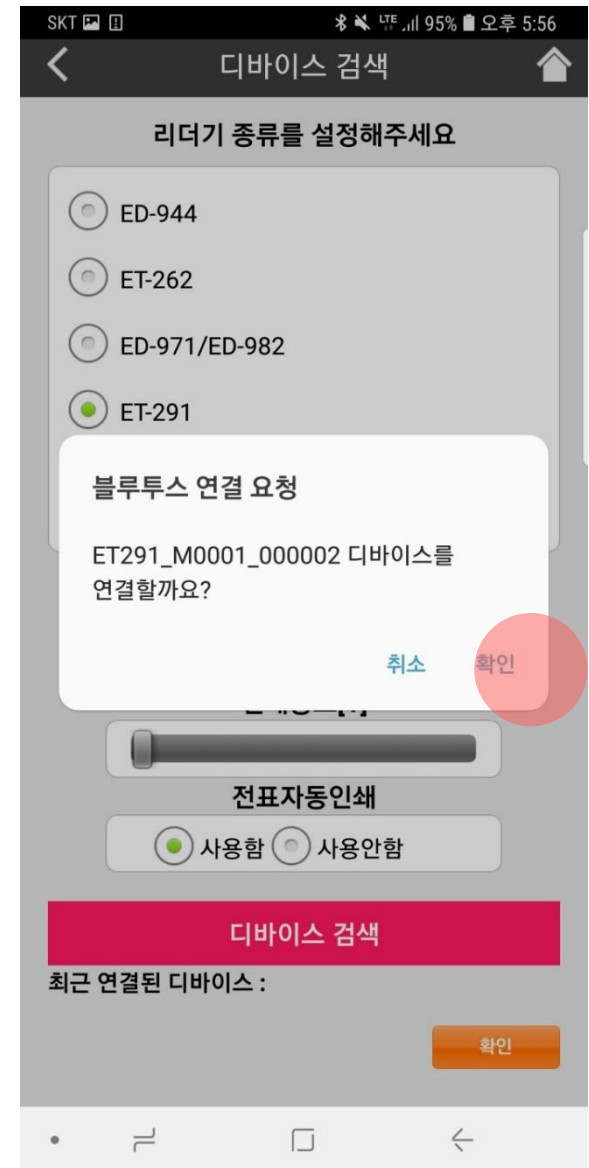 SKT LTE 95% 오후 5:56
디바이스 검색
리더기 종류를 설정해주세요
ED-944
ET-262
ED-971/ED-982
ET-291
블루투스 연결 요청
ET291_M0001_000002 디바이스를
연결할까요?
취소 확인
전표자동인쇄
사용함 사용안함
디바이스 검색
최근 연결된 디바이스 :
확인